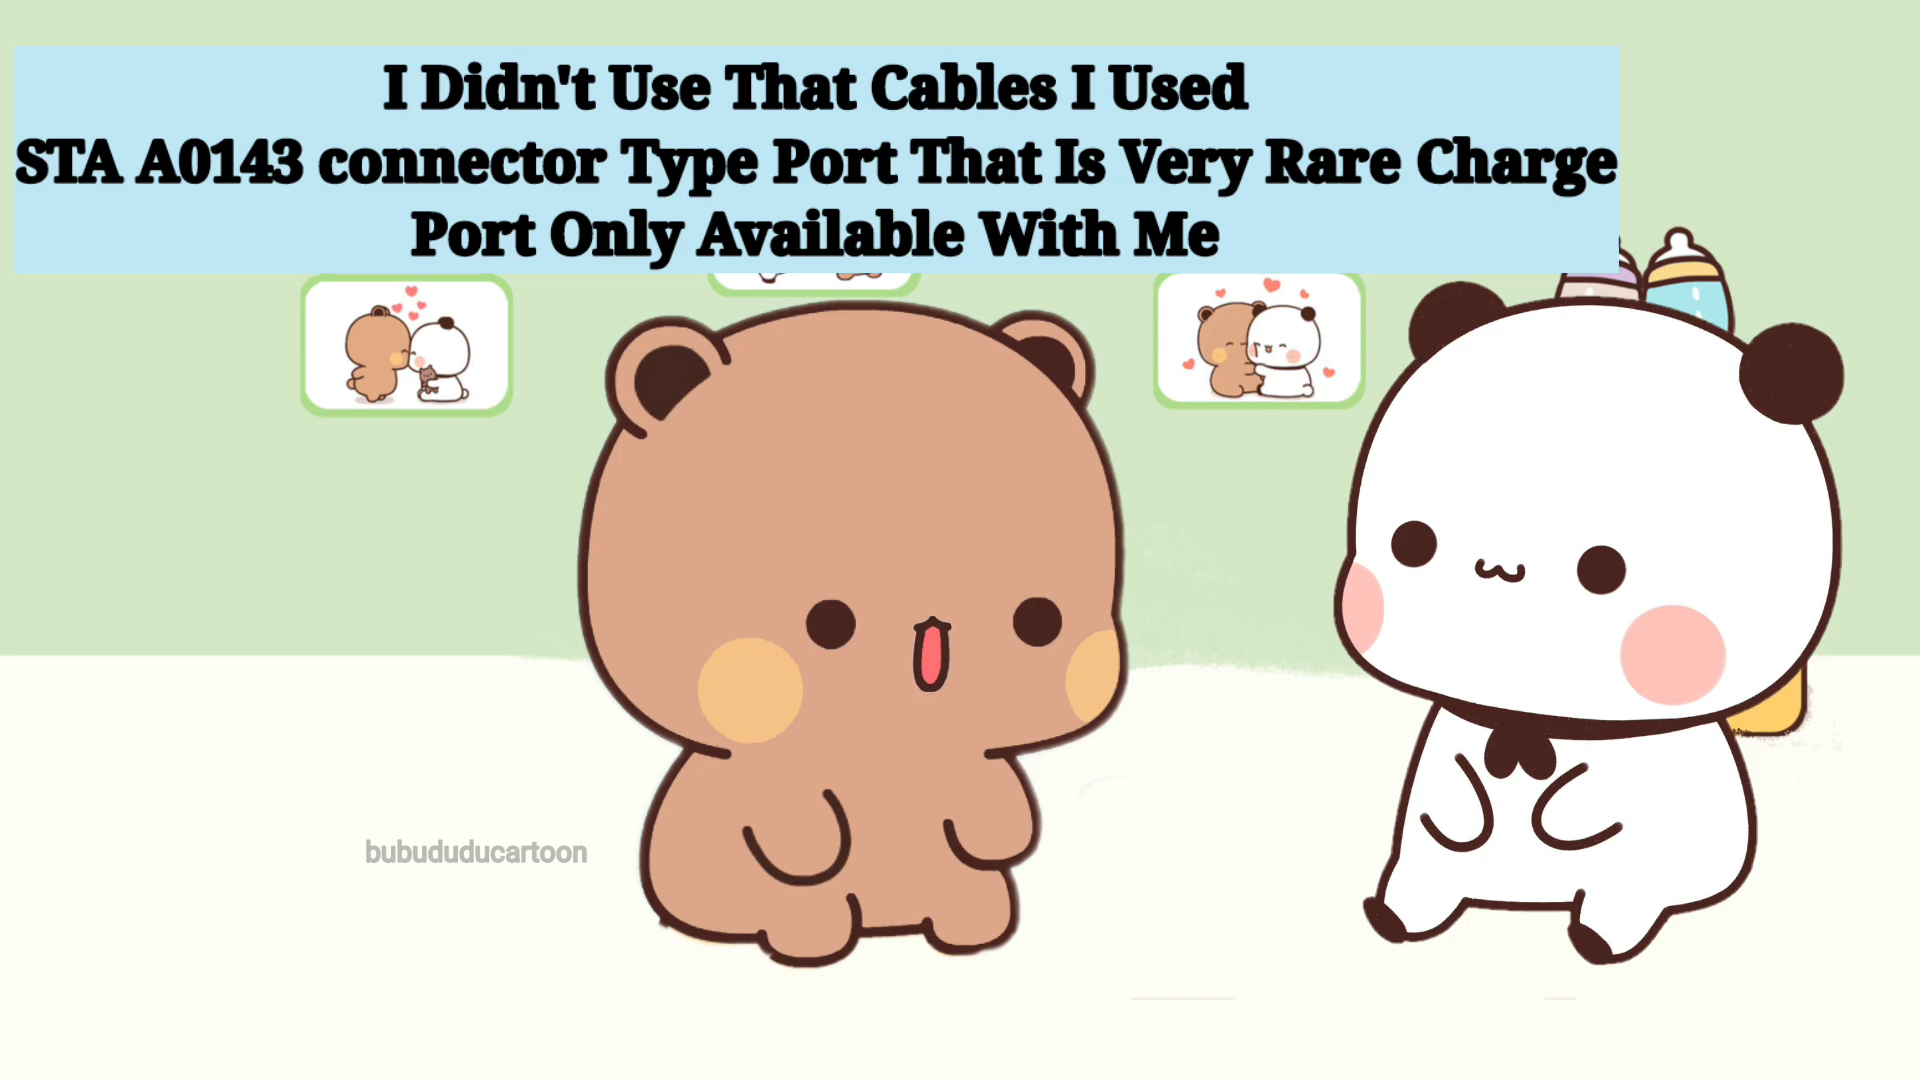 I Didn't Use That Cables I Used
STA A0143 connector Type Port That Is Very Rare Charge
Port Only Available With Me
bubududucartoon